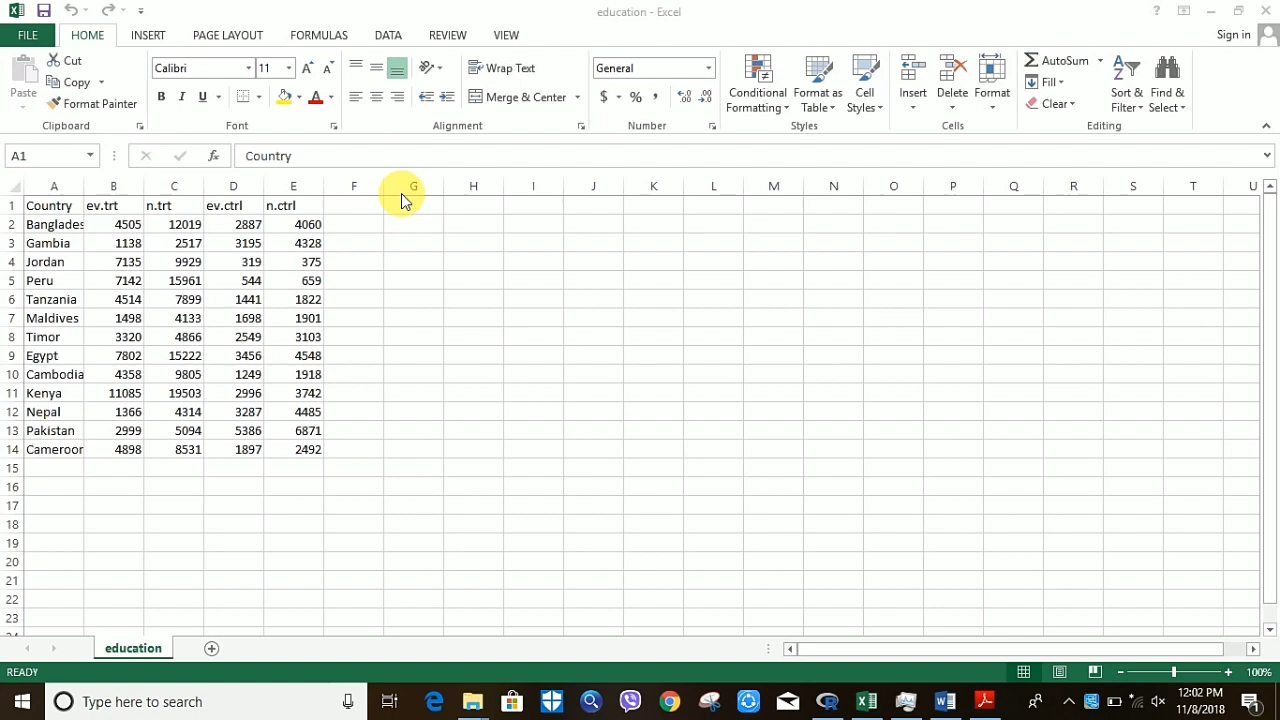 education - Excel
?
FILE HOME INSERT PAGE LAYOUT FORMULAS DATA REVIEW VIEW Sign in
Paste
Cut
Copy
Format Painter
Clipboard
Calibri 11
B I U A
Font
Wrap Text
Merge & Center
Alignment
General
$ % ,
Number
Conditional Formatting
Format as Table
Cell Styles
Styles
Insert
Delete
Format
Cells
AutoSum
Fill
Clear
Sort & Filter
Find & Select
Editing
A1 fx Country
A B C D E F G H I J K L M N O P Q R S T U
1 Country ev.trt n.trt ev.ctrl n.ctrl
2 Banglades 4505 12019 2887 4060
3 Gambia 1138 2517 3195 4328
4 Jordan 7135 9929 319 375
5 Peru 7142 15961 544 659
6 Tanzania 4514 7899 1441 1822
7 Maldives 1498 4133 1698 1901
8 Timor 3320 4866 2549 3103
9 Egypt 7802 15222 3456 4548
10 Cambodia 4358 9805 1249 1918
11 Kenya 11085 19503 2996 3742
12 Nepal 1366 4314 3287 4485
13 Pakistan 2999 5094 5386 6871
14 Cameroon 4898 8531 1897 2492
15
16
17
18
19
20
21
22
23
24
education
READY 100%
Type here to search
12:02 PM
11/8/2018